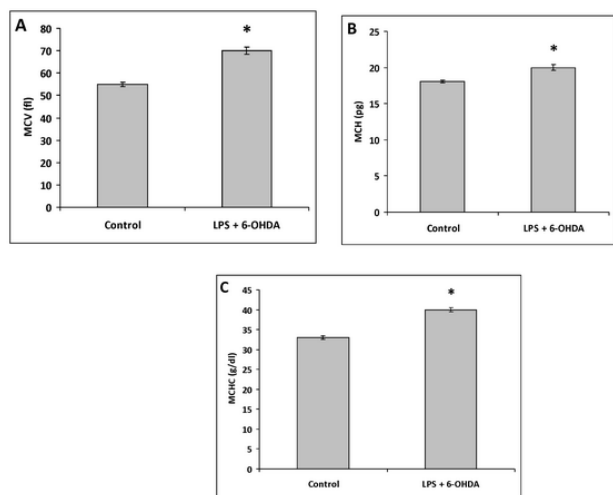 A
*
80
70
60
50
40
30
20
10
0
MCV (fl)
Control
LPS + 6-OHDA
B
*
25
20
15
10
5
0
MCH (pg)
Control
LPS + 6-OHDA
C
*
45
40
35
30
25
20
15
10
5
0
MCHC (g/dl)
Control
LPS + 6-OHDA